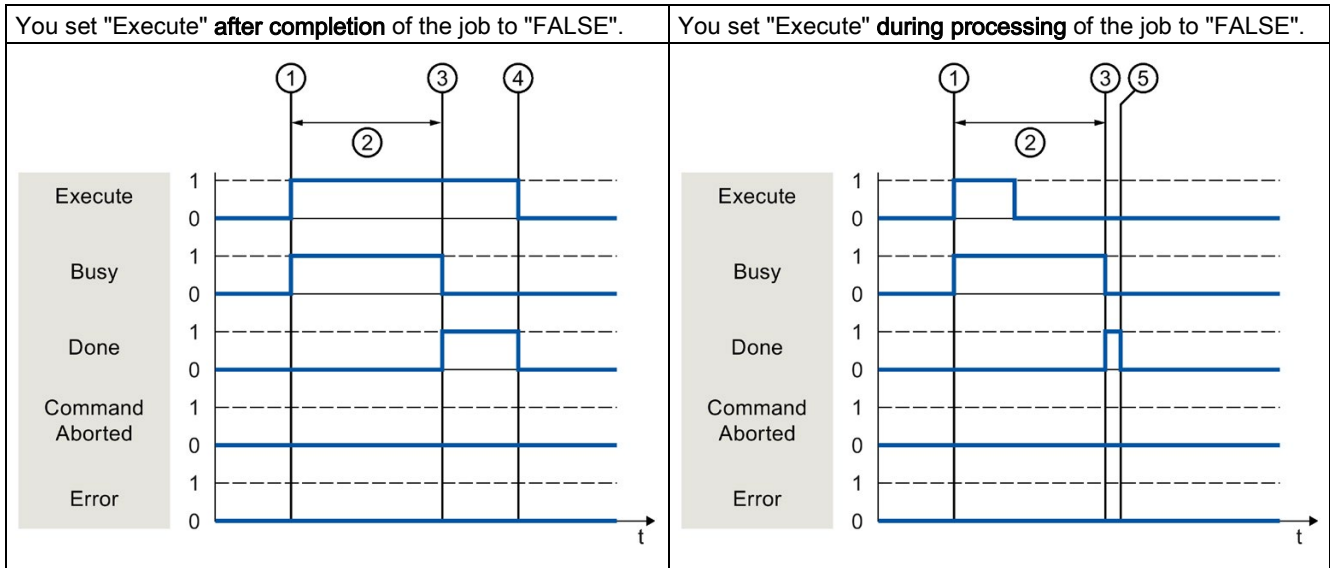 You set "Execute" after completion of the job to "FALSE".
① ③ ④
②
Execute 1
0
Busy 1
0
Done 1
0
Command
Aborted 1
0
Error 1
0
t
You set "Execute" during processing of the job to "FALSE".
① ③ ⑤
②
Execute 1
0
Busy 1
0
Done 1
0
Command
Aborted 1
0
Error 1
0
t